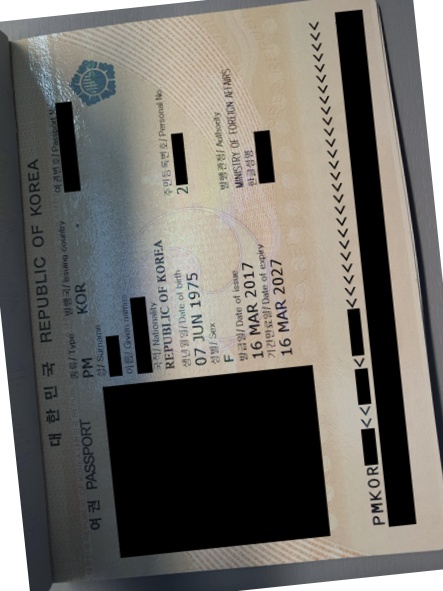 대한민국 REPUBLIC OF KOREA
여권 PASSPORT
종류/Type 발행국/Issuing country 여권번호/Passport
PM KOR
성/Surname
이름/Given names
국적/Nationality
REPUBLIC OF KOREA
생년월일/Date of birth 주민등록번호/Personal No.
07 JUN 1975 2
성별/Sex
F
발급일/Date of issue 발행관청/Authority
16 MAR 2017 MINISTRY OF FOREIGN AFFAIRS
기간만료일/Date of expiry 한글성명
16 MAR 2027
PMKOR <<